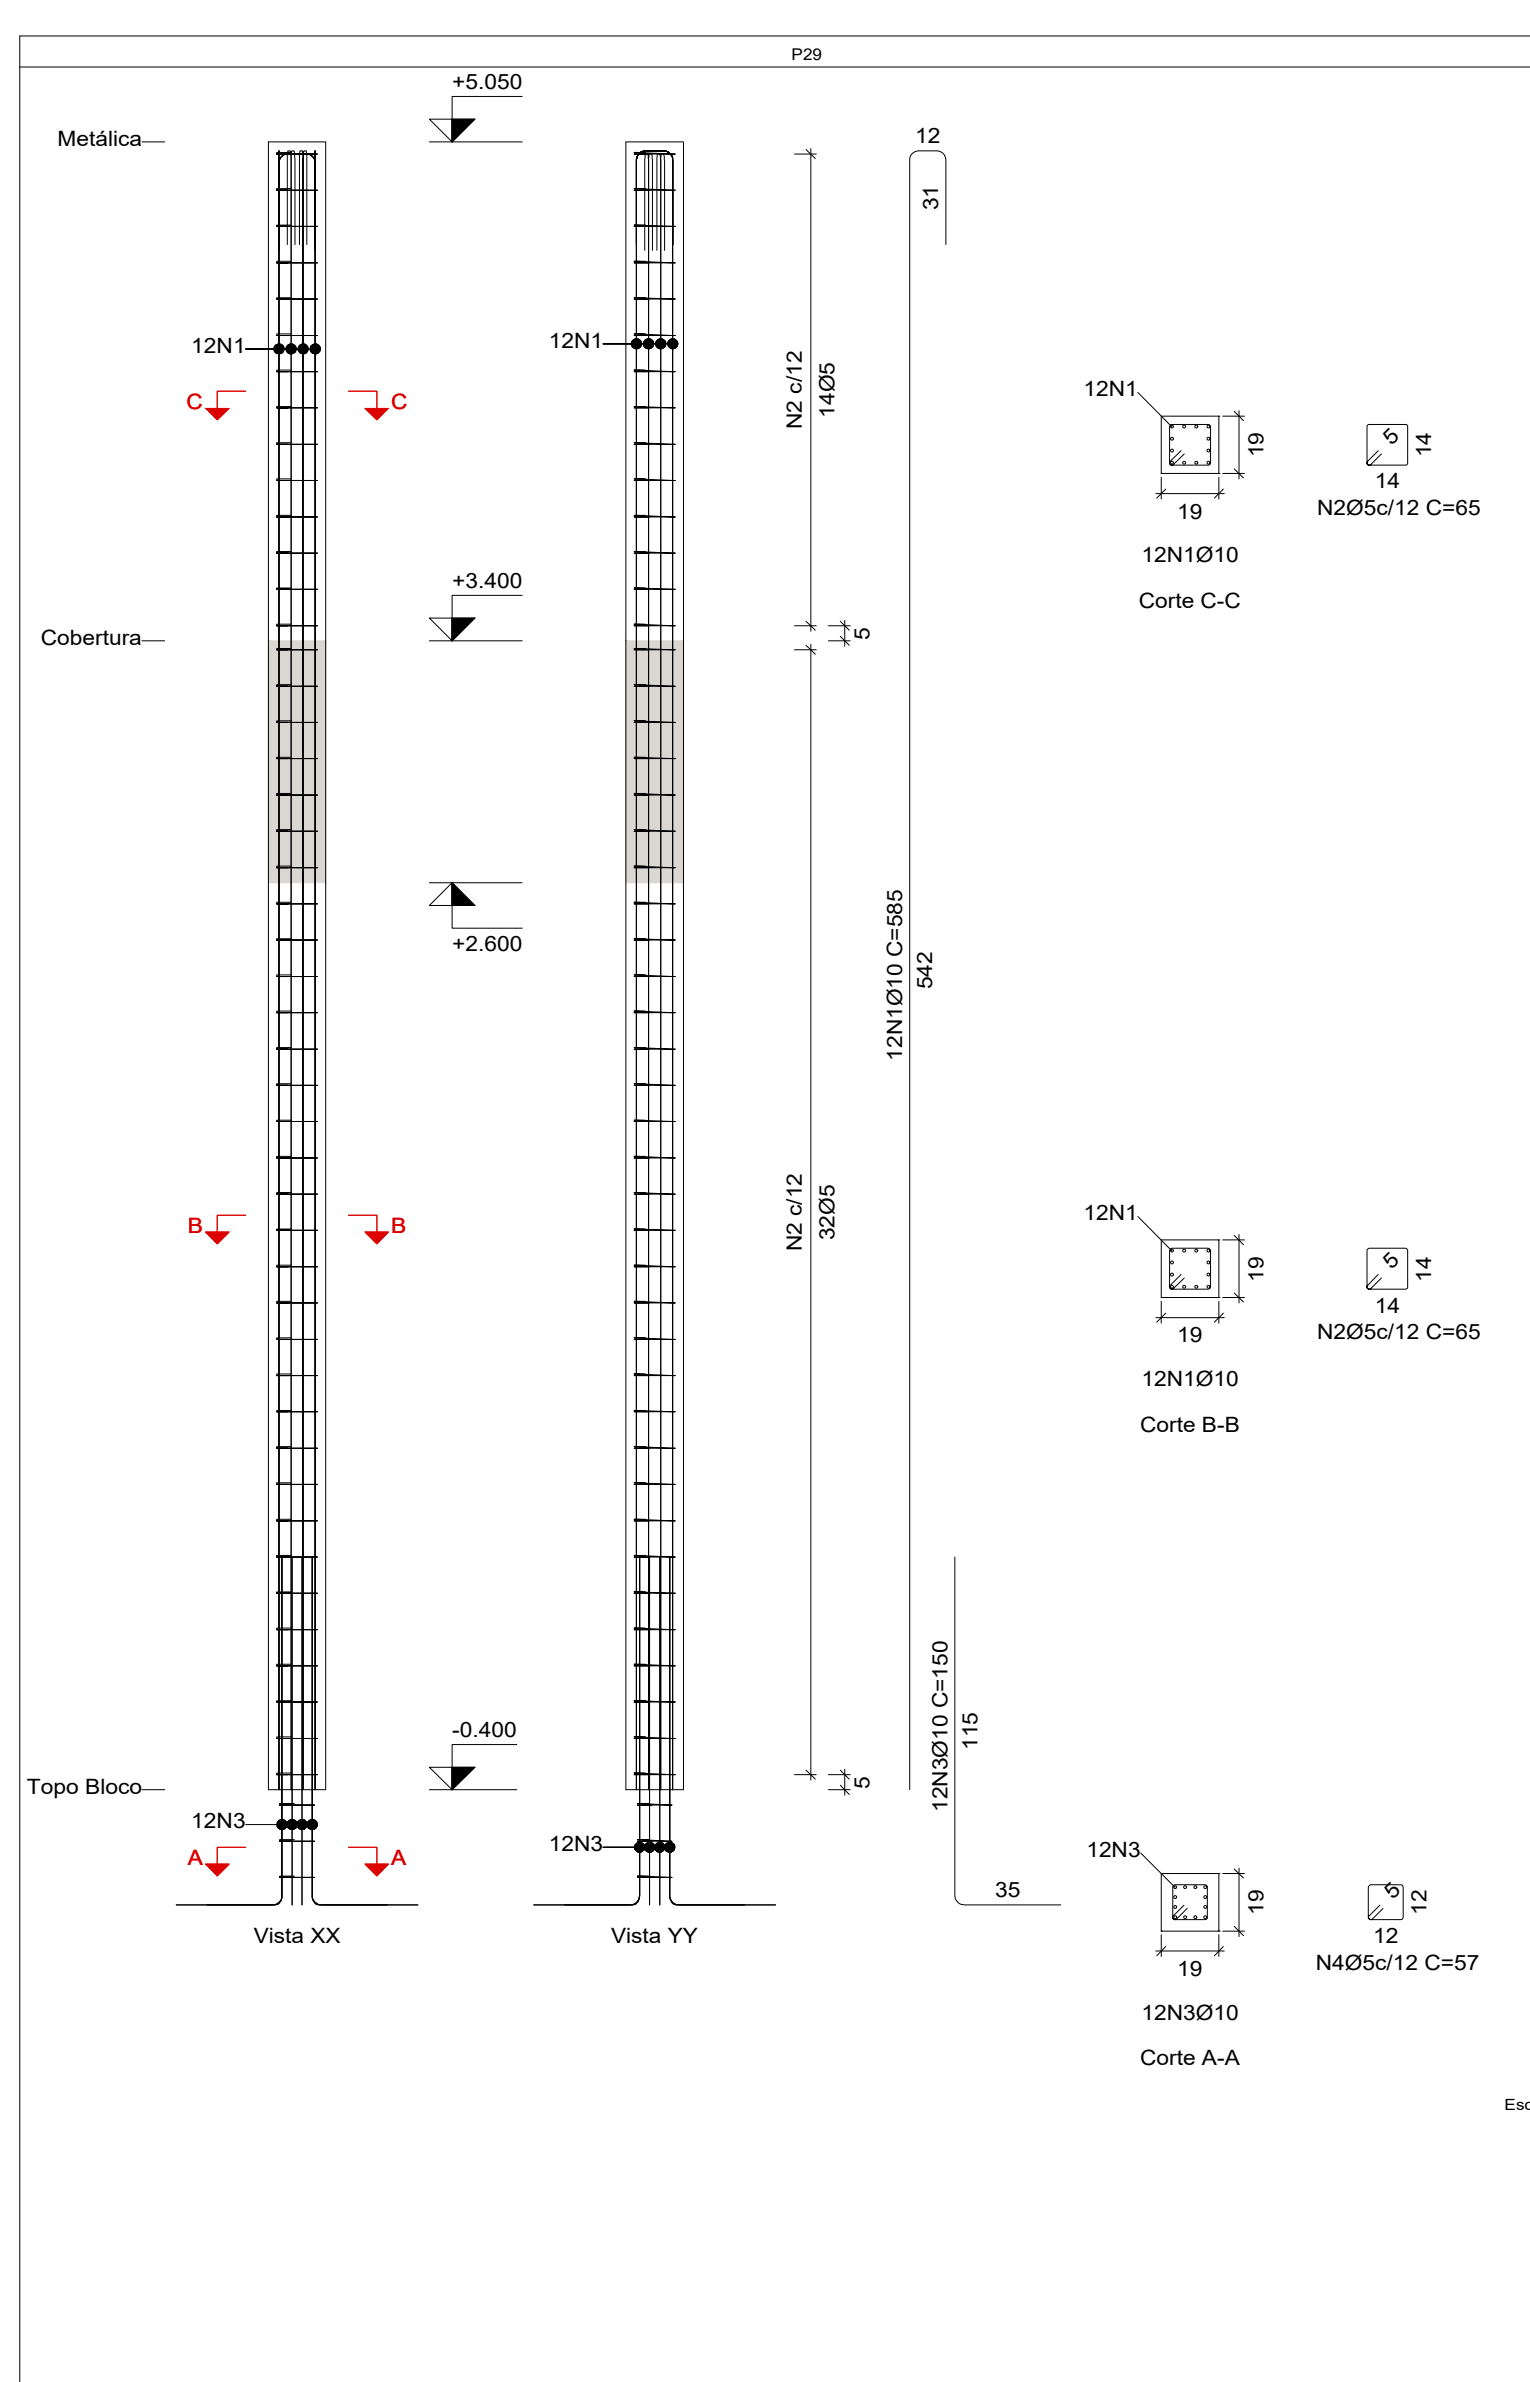 P29
+5.050
Metálica
12
31
12N1
12N1
N2 c/12
14Ø5
C
C
12N1
19
19
12N1Ø10
Corte C-C
5
14
14
N2Ø5c/12 C=65
+3.400
Cobertura
5
+2.600
12N1Ø10 C=585
542
B
B
N2 c/12
32Ø5
12N1
19
19
12N1Ø10
Corte B-B
5
14
14
N2Ø5c/12 C=65
-0.400
Topo Bloco
5
12N3Ø10 C=150
115
35
12N3
12N3
A
A
Vista XX
Vista YY
12N3
19
19
12N3Ø10
Corte A-A
5
12
12
N4Ø5c/12 C=57